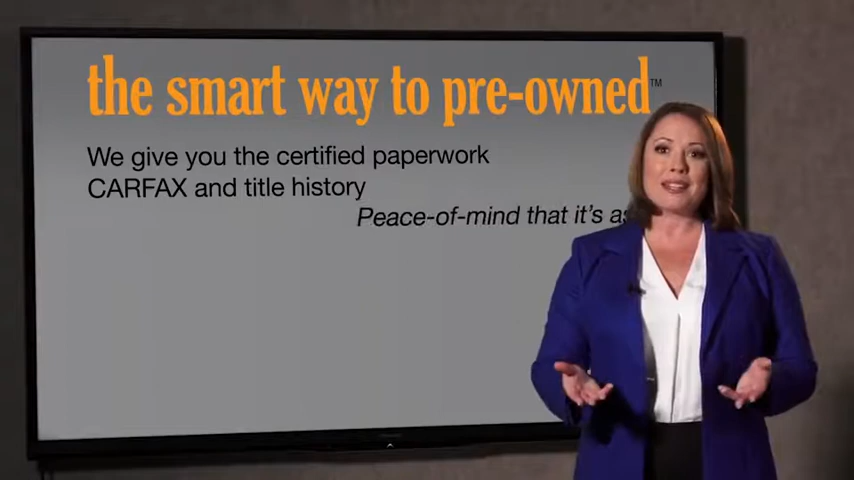 the smart way to pre-owned™
We give you the certified paperwork
CARFAX and title history
Peace-of-mind that it's as